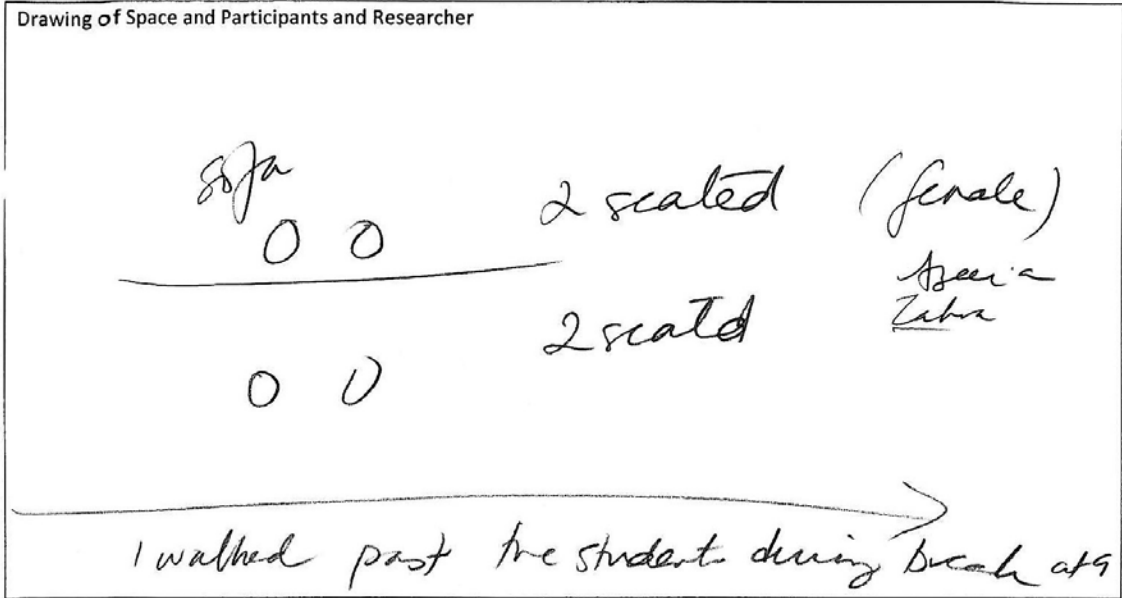 Drawing of Space and Participants and Researcher
sofa
2 seated (female)
Zahra
2 seatd
I walked past the students during break at 9